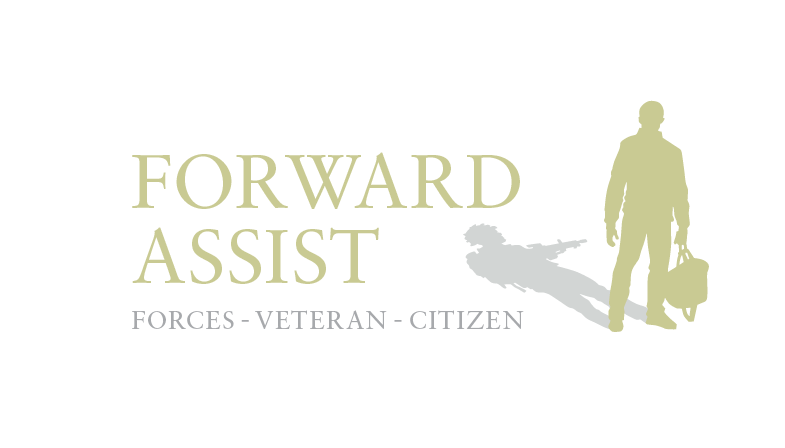 FORWARD
ASSIST
FORCES - VETERAN - CITIZEN